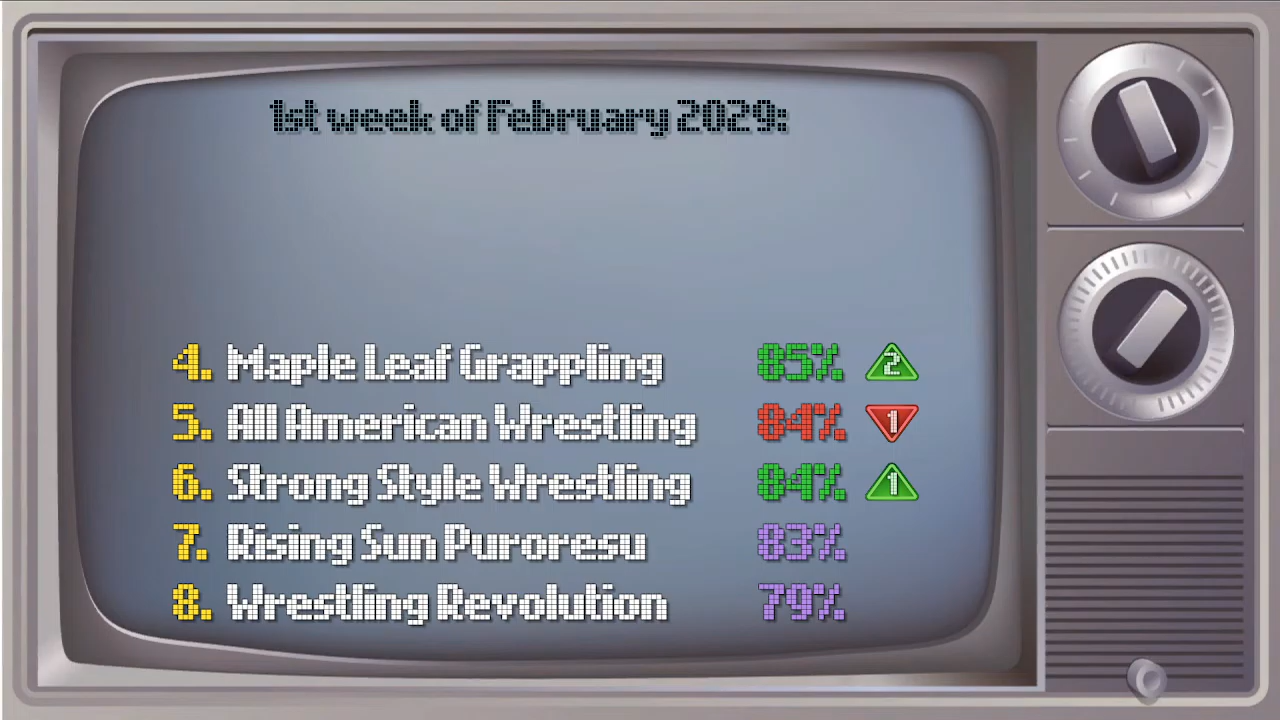 1st week of February 2029:
4. Maple Leaf Grappling 85% 2
5. All American Wrestling 84% 1
6. Strong Style Wrestling 84% 1
7. Rising Sun Puroresu 83%
8. Wrestling Revolution 79%